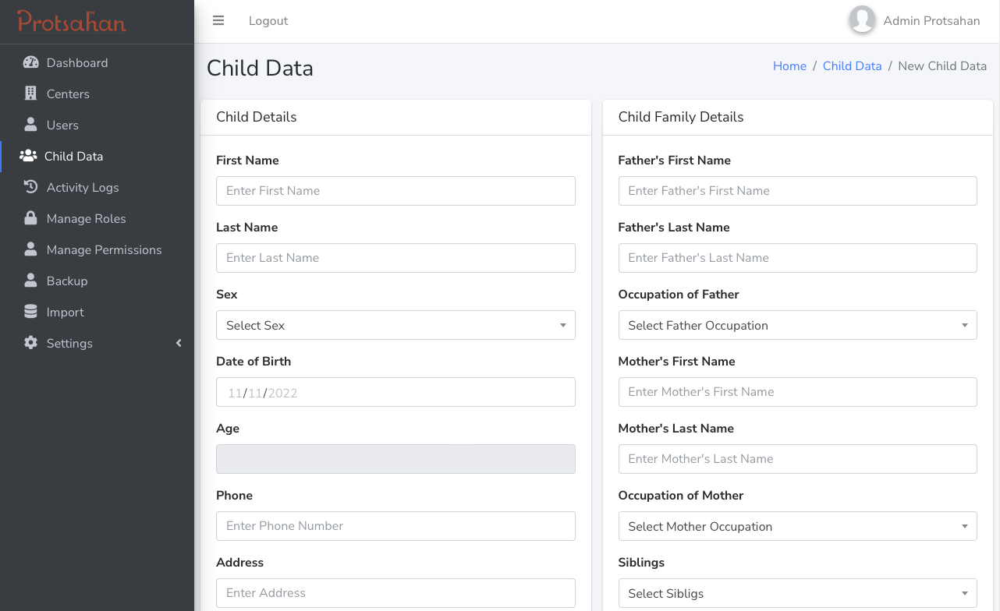 Protsahan
Logout
Admin Protsahan
Dashboard
Centers
Users
Child Data
Activity Logs
Manage Roles
Manage Permissions
Backup
Import
Settings
Child Data
Home / Child Data / New Child Data
Child Details
First Name
Enter First Name
Last Name
Enter Last Name
Sex
Select Sex
Date of Birth
11/11/2022
Age
Phone
Enter Phone Number
Address
Enter Address
Child Family Details
Father's First Name
Enter Father's First Name
Father's Last Name
Enter Father's Last Name
Occupation of Father
Select Father Occupation
Mother's First Name
Enter Mother's First Name
Mother's Last Name
Enter Mother's Last Name
Occupation of Mother
Select Mother Occupation
Siblings
Select Sibligs